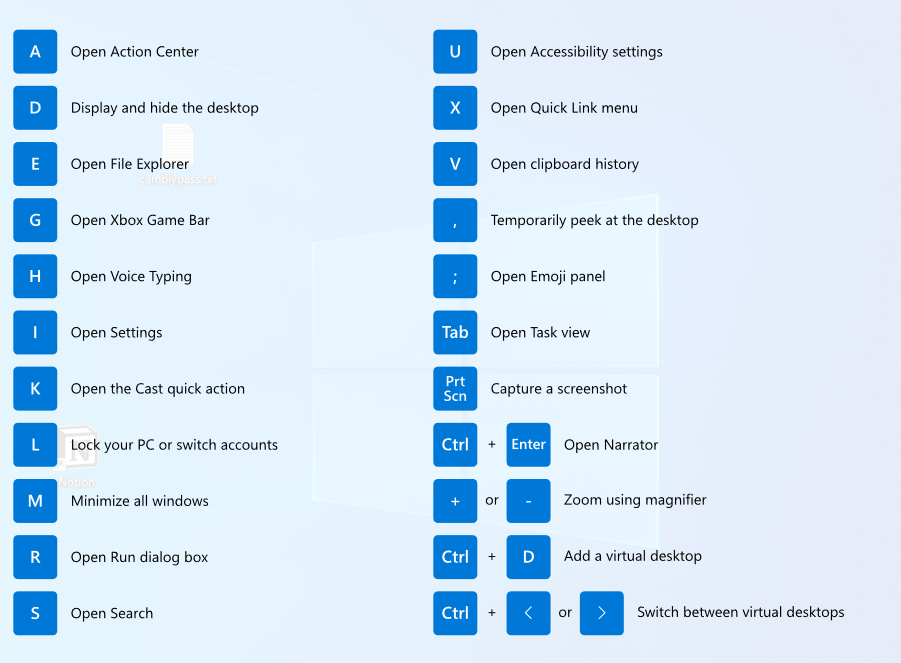 A Open Action Center
D Display and hide the desktop
E Open File Explorer
G Open Xbox Game Bar
H Open Voice Typing
I Open Settings
K Open the Cast quick action
L Lock your PC or switch accounts
M Minimize all windows
R Open Run dialog box
S Open Search
U Open Accessibility settings
X Open Quick Link menu
V Open clipboard history
, Temporarily peek at the desktop
; Open Emoji panel
Tab Open Task view
Prt
Scn Capture a screenshot
Ctrl + Enter Open Narrator
+ or - Zoom using magnifier
Ctrl + D Add a virtual desktop
Ctrl + < or > Switch between virtual desktops
Notion